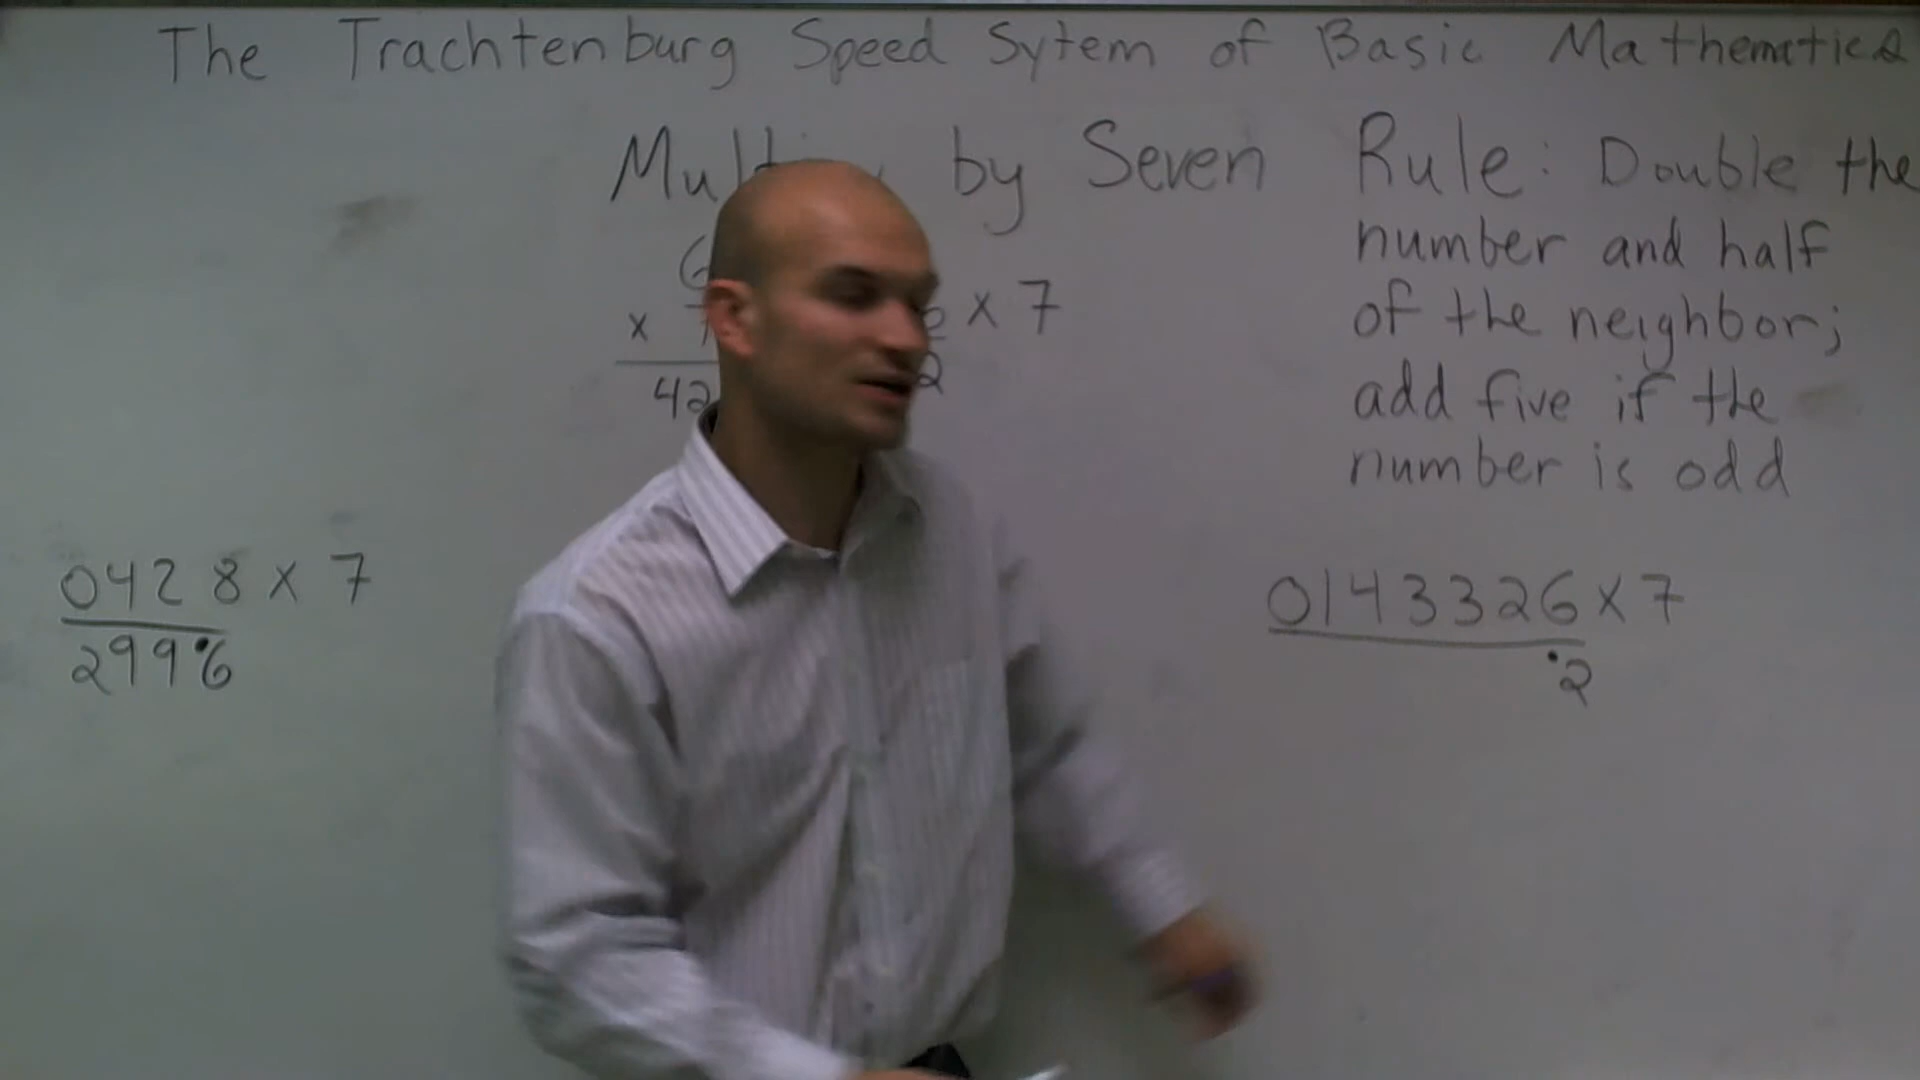 The Trachtenburg Speed Sytem of Basic Mathematics
by Seven
x 7
x
42
2
Rule: Double the
number and half
of the neighbor;
add five if the
number is odd
0428 x 7
2996
0143326 x 7
2